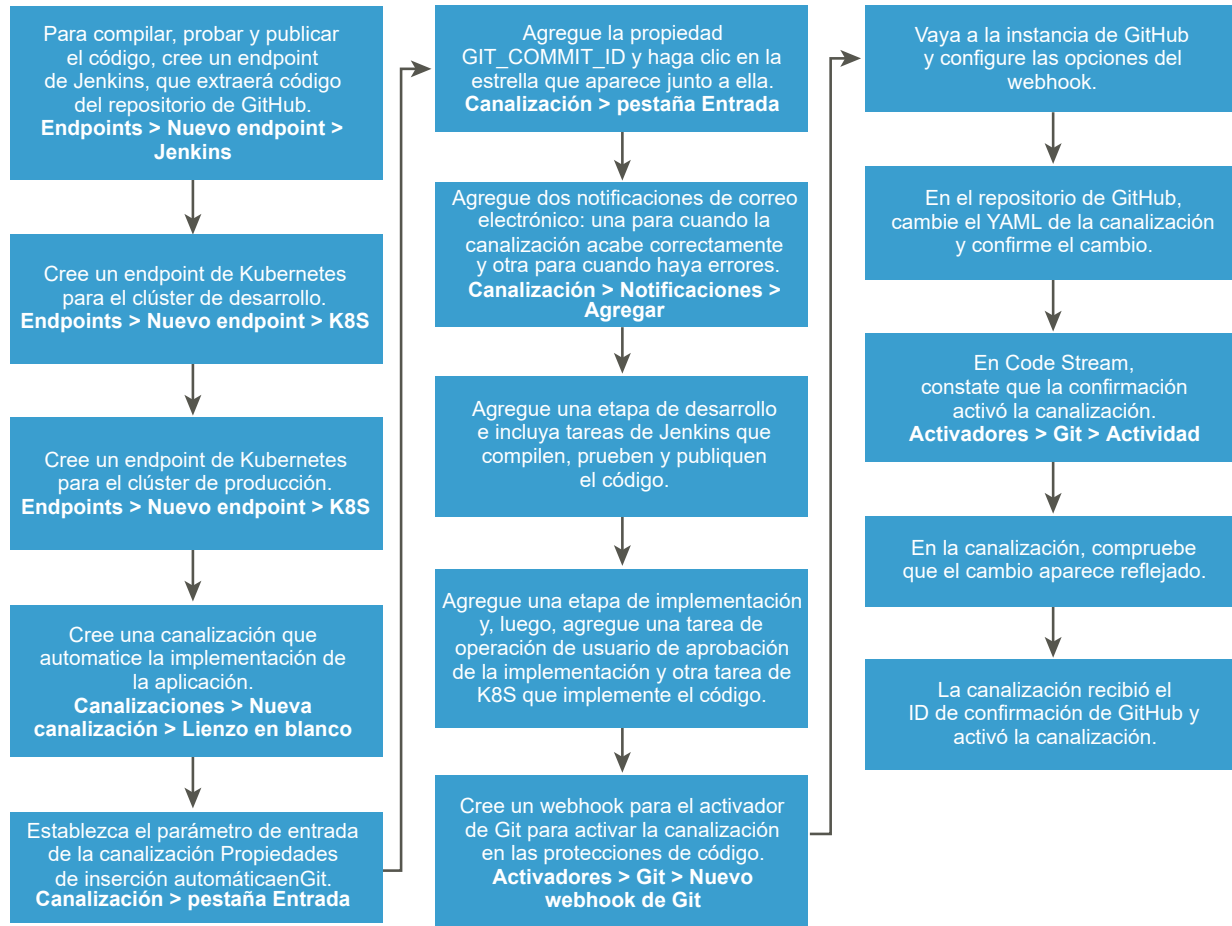 Para compilar, probar y publicar
el código, cree un endpoint
de Jenkins, que extraerá código
del repositorio de GitHub.
Endpoints > Nuevo endpoint >
Jenkins
Cree un endpoint de Kubernetes
para el clúster de desarrollo.
Endpoints > Nuevo endpoint > K8S
Cree un endpoint de Kubernetes
para el clúster de producción.
Endpoints > Nuevo endpoint > K8S
Cree una canalización que
automatice la implementación de
la aplicación.
Canalizaciones > Nueva
canalización > Lienzo en blanco
Establezca el parámetro de entrada
de la canalización Propiedades
de inserción automáticaenGit.
Canalización > pestaña Entrada
Agregue la propiedad
GIT_COMMIT_ID y haga clic en la
estrella que aparece junto a ella.
Canalización > pestaña Entrada
Agregue dos notificaciones de correo
electrónico: una para cuando la
canalización acabe correctamente
y otra para cuando haya errores.
Canalización > Notificaciones >
Agregar
Agregue una etapa de desarrollo
e incluya tareas de Jenkins que
compilen, prueben y publiquen
el código.
Agregue una etapa de implementación
y, luego, agregue una tarea de
operación de usuario de aprobación
de la implementación y otra tarea de
K8S que implemente el código.
Cree un webhook para el activador
de Git para activar la canalización
en las protecciones de código.
Activadores > Git > Nuevo
webhook de Git
Vaya a la instancia de GitHub
y configure las opciones del
webhook.
En el repositorio de GitHub,
cambie el YAML de la canalización
y confirme el cambio.
En Code Stream,
constate que la confirmación
activó la canalización.
Activadores > Git > Actividad
En la canalización, compruebe
que el cambio aparece reflejado.
La canalización recibió el
ID de confirmación de GitHub y
activó la canalización.